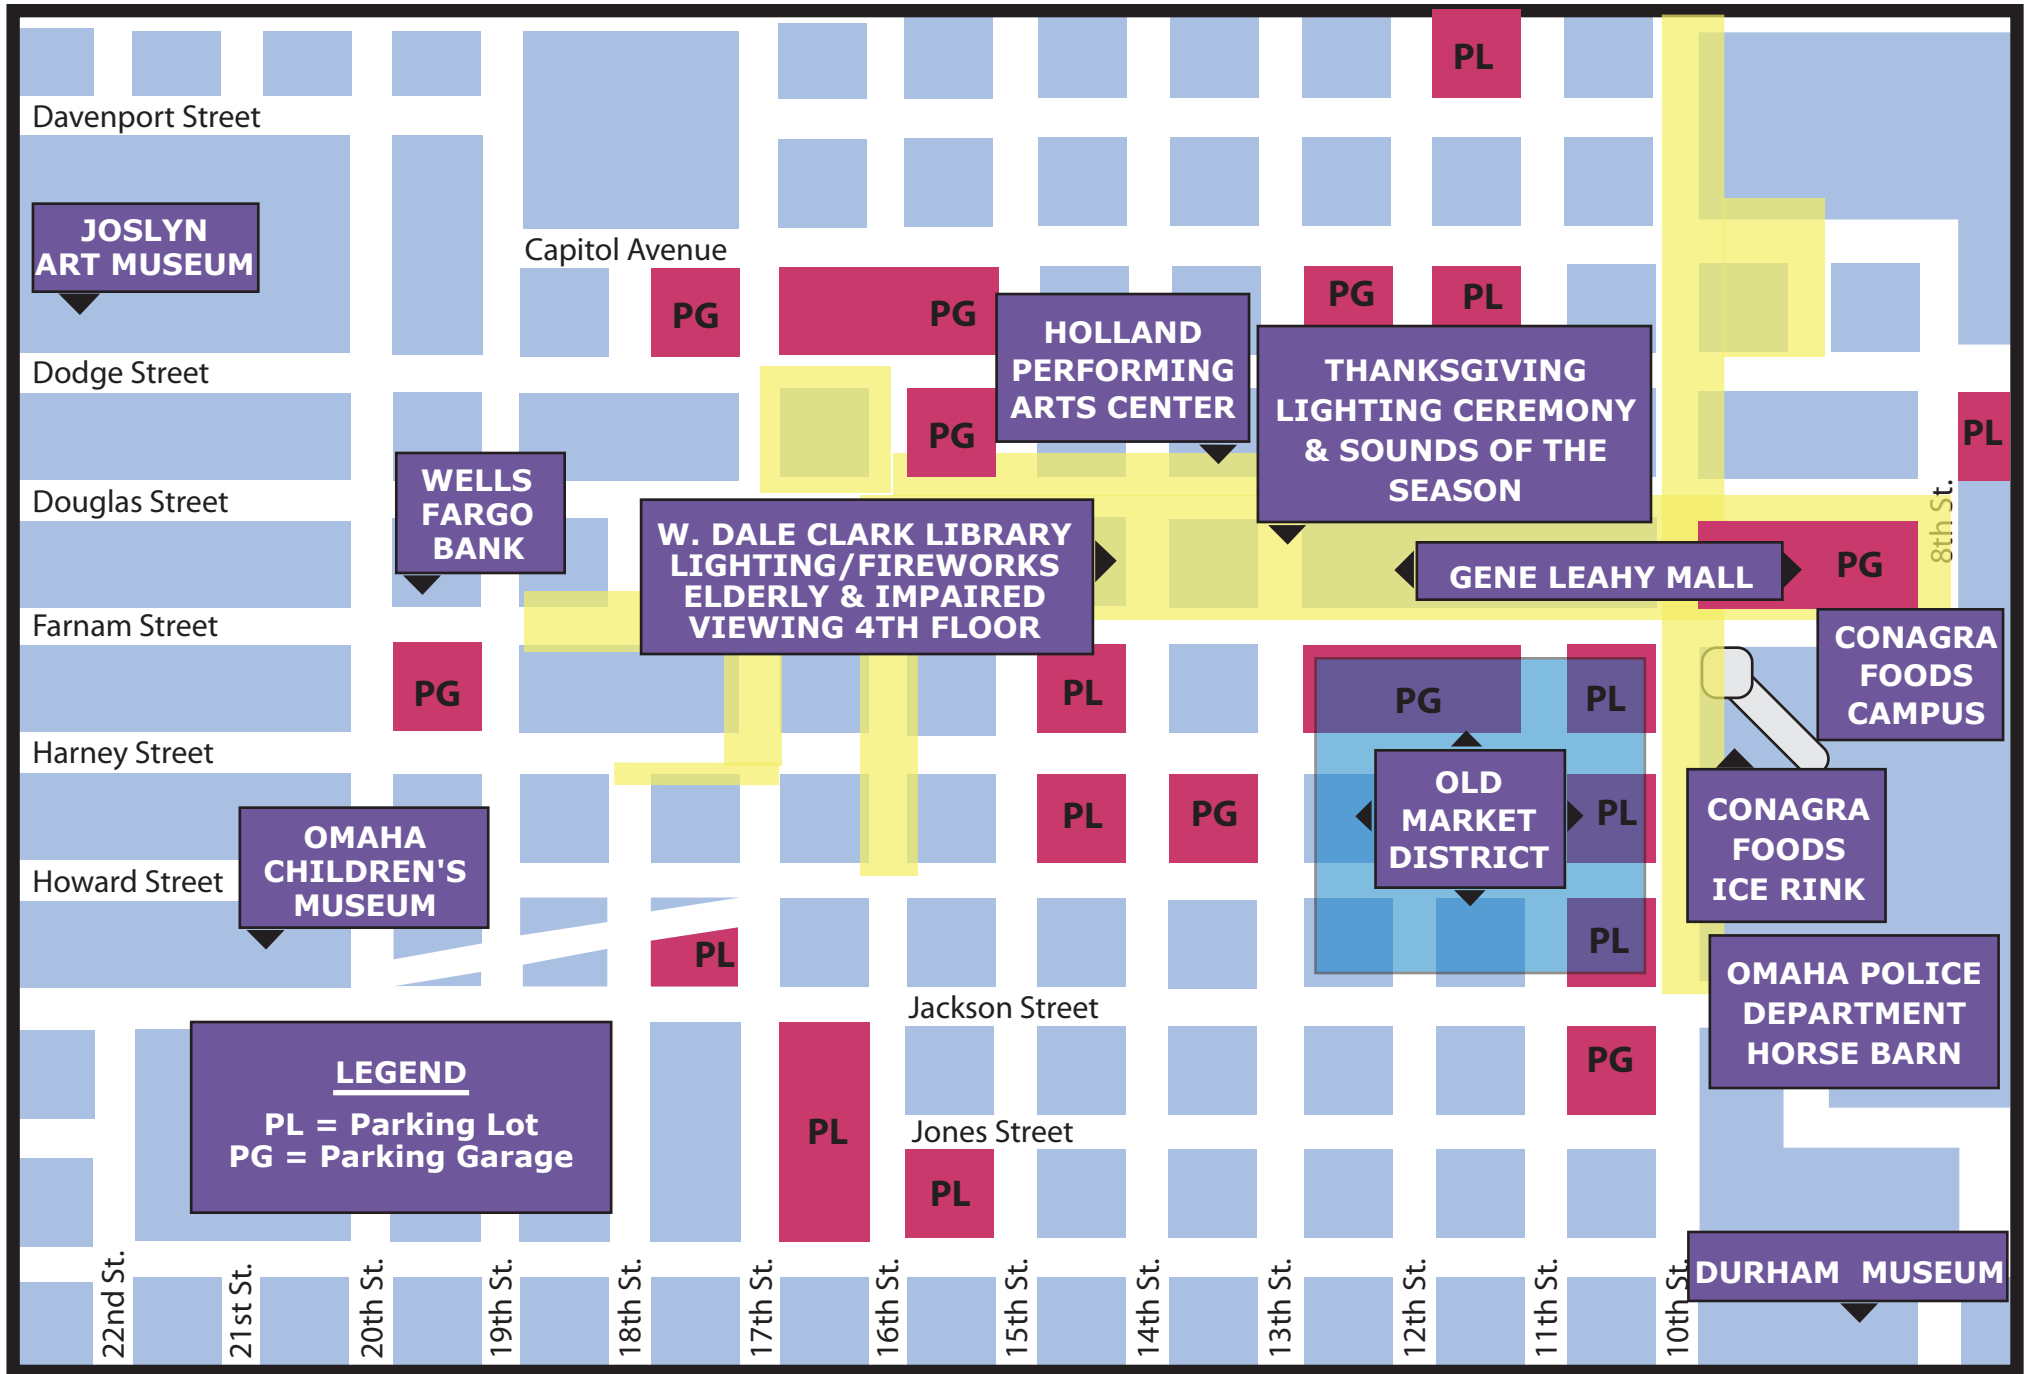 PL
Davenport Street
JOSLYN
ART MUSEUM
Capitol Avenue
PG
PG
PG
PL
HOLLAND
PERFORMING
ARTS CENTER
THANKSGIVING
LIGHTING CEREMONY
& SOUNDS OF THE
SEASON
Dodge Street
PG
PL
WELLS
FARGO
BANK
Douglas Street
W. DALE CLARK LIBRARY
LIGHTING/FIREWORKS
ELDERLY & IMPAIRED
VIEWING 4TH FLOOR
GENE LEAHY MALL
PG
8th St.
Farnam Street
CONAGRA
FOODS
CAMPUS
PG
PL
PG
PL
Harney Street
OMAHA
CHILDREN'S
MUSEUM
PL
PG
OLD
MARKET
DISTRICT
PL
CONAGRA
FOODS
ICE RINK
Howard Street
PL
PL
OMAHA POLICE
DEPARTMENT
HORSE BARN
Jackson Street
LEGEND
PL = Parking Lot
PG = Parking Garage
PL
PG
Jones Street
PL
DURHAM MUSEUM
22nd St.
21st St.
20th St.
19th St.
18th St.
17th St.
16th St.
15th St.
14th St.
13th St.
12th St.
11th St.
10th St.